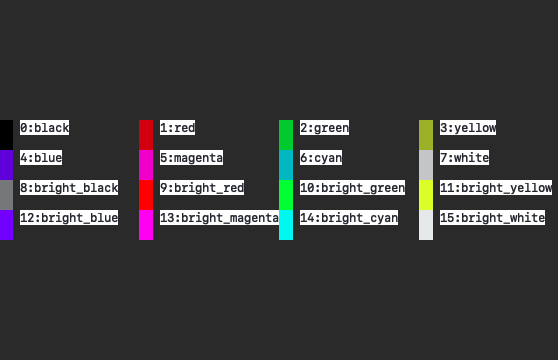 0:black 1:red 2:green 3:yellow
4:blue 5:magenta 6:cyan 7:white
8:bright_black 9:bright_red 10:bright_green 11:bright_yellow
12:bright_blue 13:bright_magenta 14:bright_cyan 15:bright_white